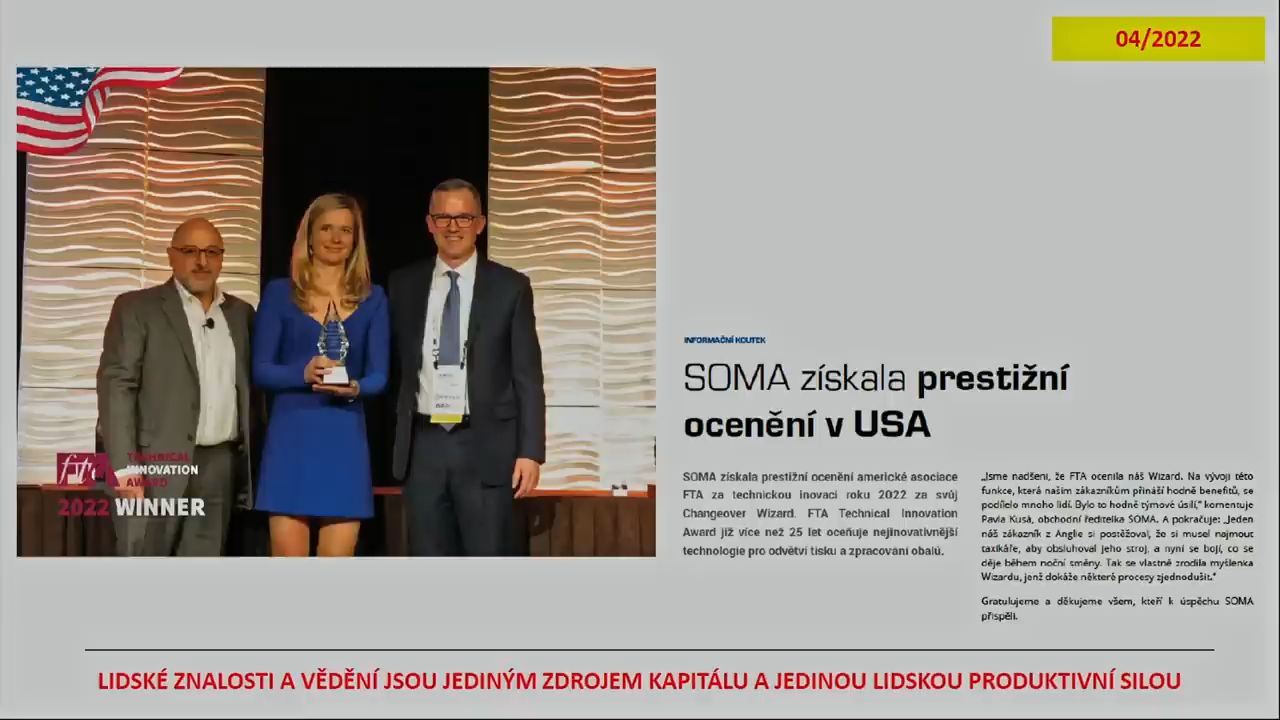 04/2022
fta TECHNICAL
INNOVATION
AWARD
2022 WINNER
INFORMAČNÍ KOUTEK
SOMA získala prestižní
ocenění v USA
SOMA získala prestižní ocenění americké asociace
FTA za technickou inovaci roku 2022 za svůj
Changeover Wizard. FTA Technical Innovation
Award již více než 25 let oceňuje nejinovativnější
technologie pro odvětví tisku a zpracování obalů.
„Jsme nadšení, že FTA ocenila náš Wizard. Na vývoji této
funkce, která našim zákazníkům přináší hodně benefitů, se
podílelo mnoho lidí. Bylo to hodně týmové úsilí,“ komentuje
Pavla Kusá, obchodní ředitelka SOMA. A pokračuje: „Jeden
náš zákazník z Anglie si postěžoval, že si musel najmout
taxikáře, aby obsluhoval jeho stroj, a nyní se bojí, co se
děje během noční směny. Tak se vlastně zrodila myšlenka
Wizardu, jenž dokáže některé procesy zjednodušit.“
Gratulujeme a děkujeme všem, kteří k úspěchu SOMA
přispěli.
LIDSKÉ ZNALOSTI A VĚDĚNÍ JSOU JEDINÝM ZDROJEM KAPITÁLU A JEDINOU LIDSKOU PRODUKTIVNÍ SILOU